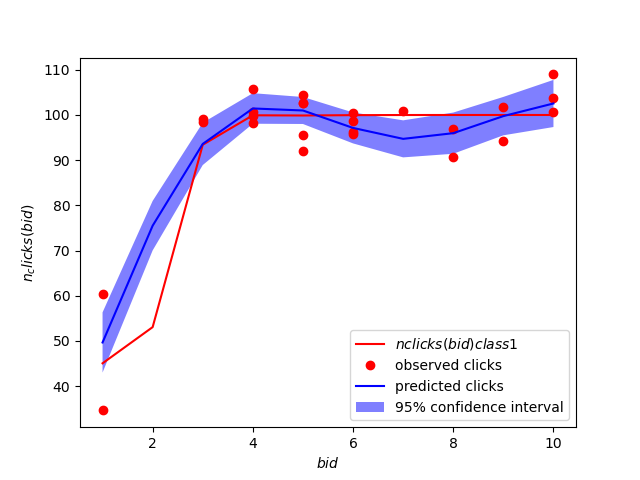 110
100
90
80
70
60
50
40
n_clicks(bid)
nclicks(bid)class1
observed clicks
predicted clicks
95% confidence interval
2 4 6 8 10
bid